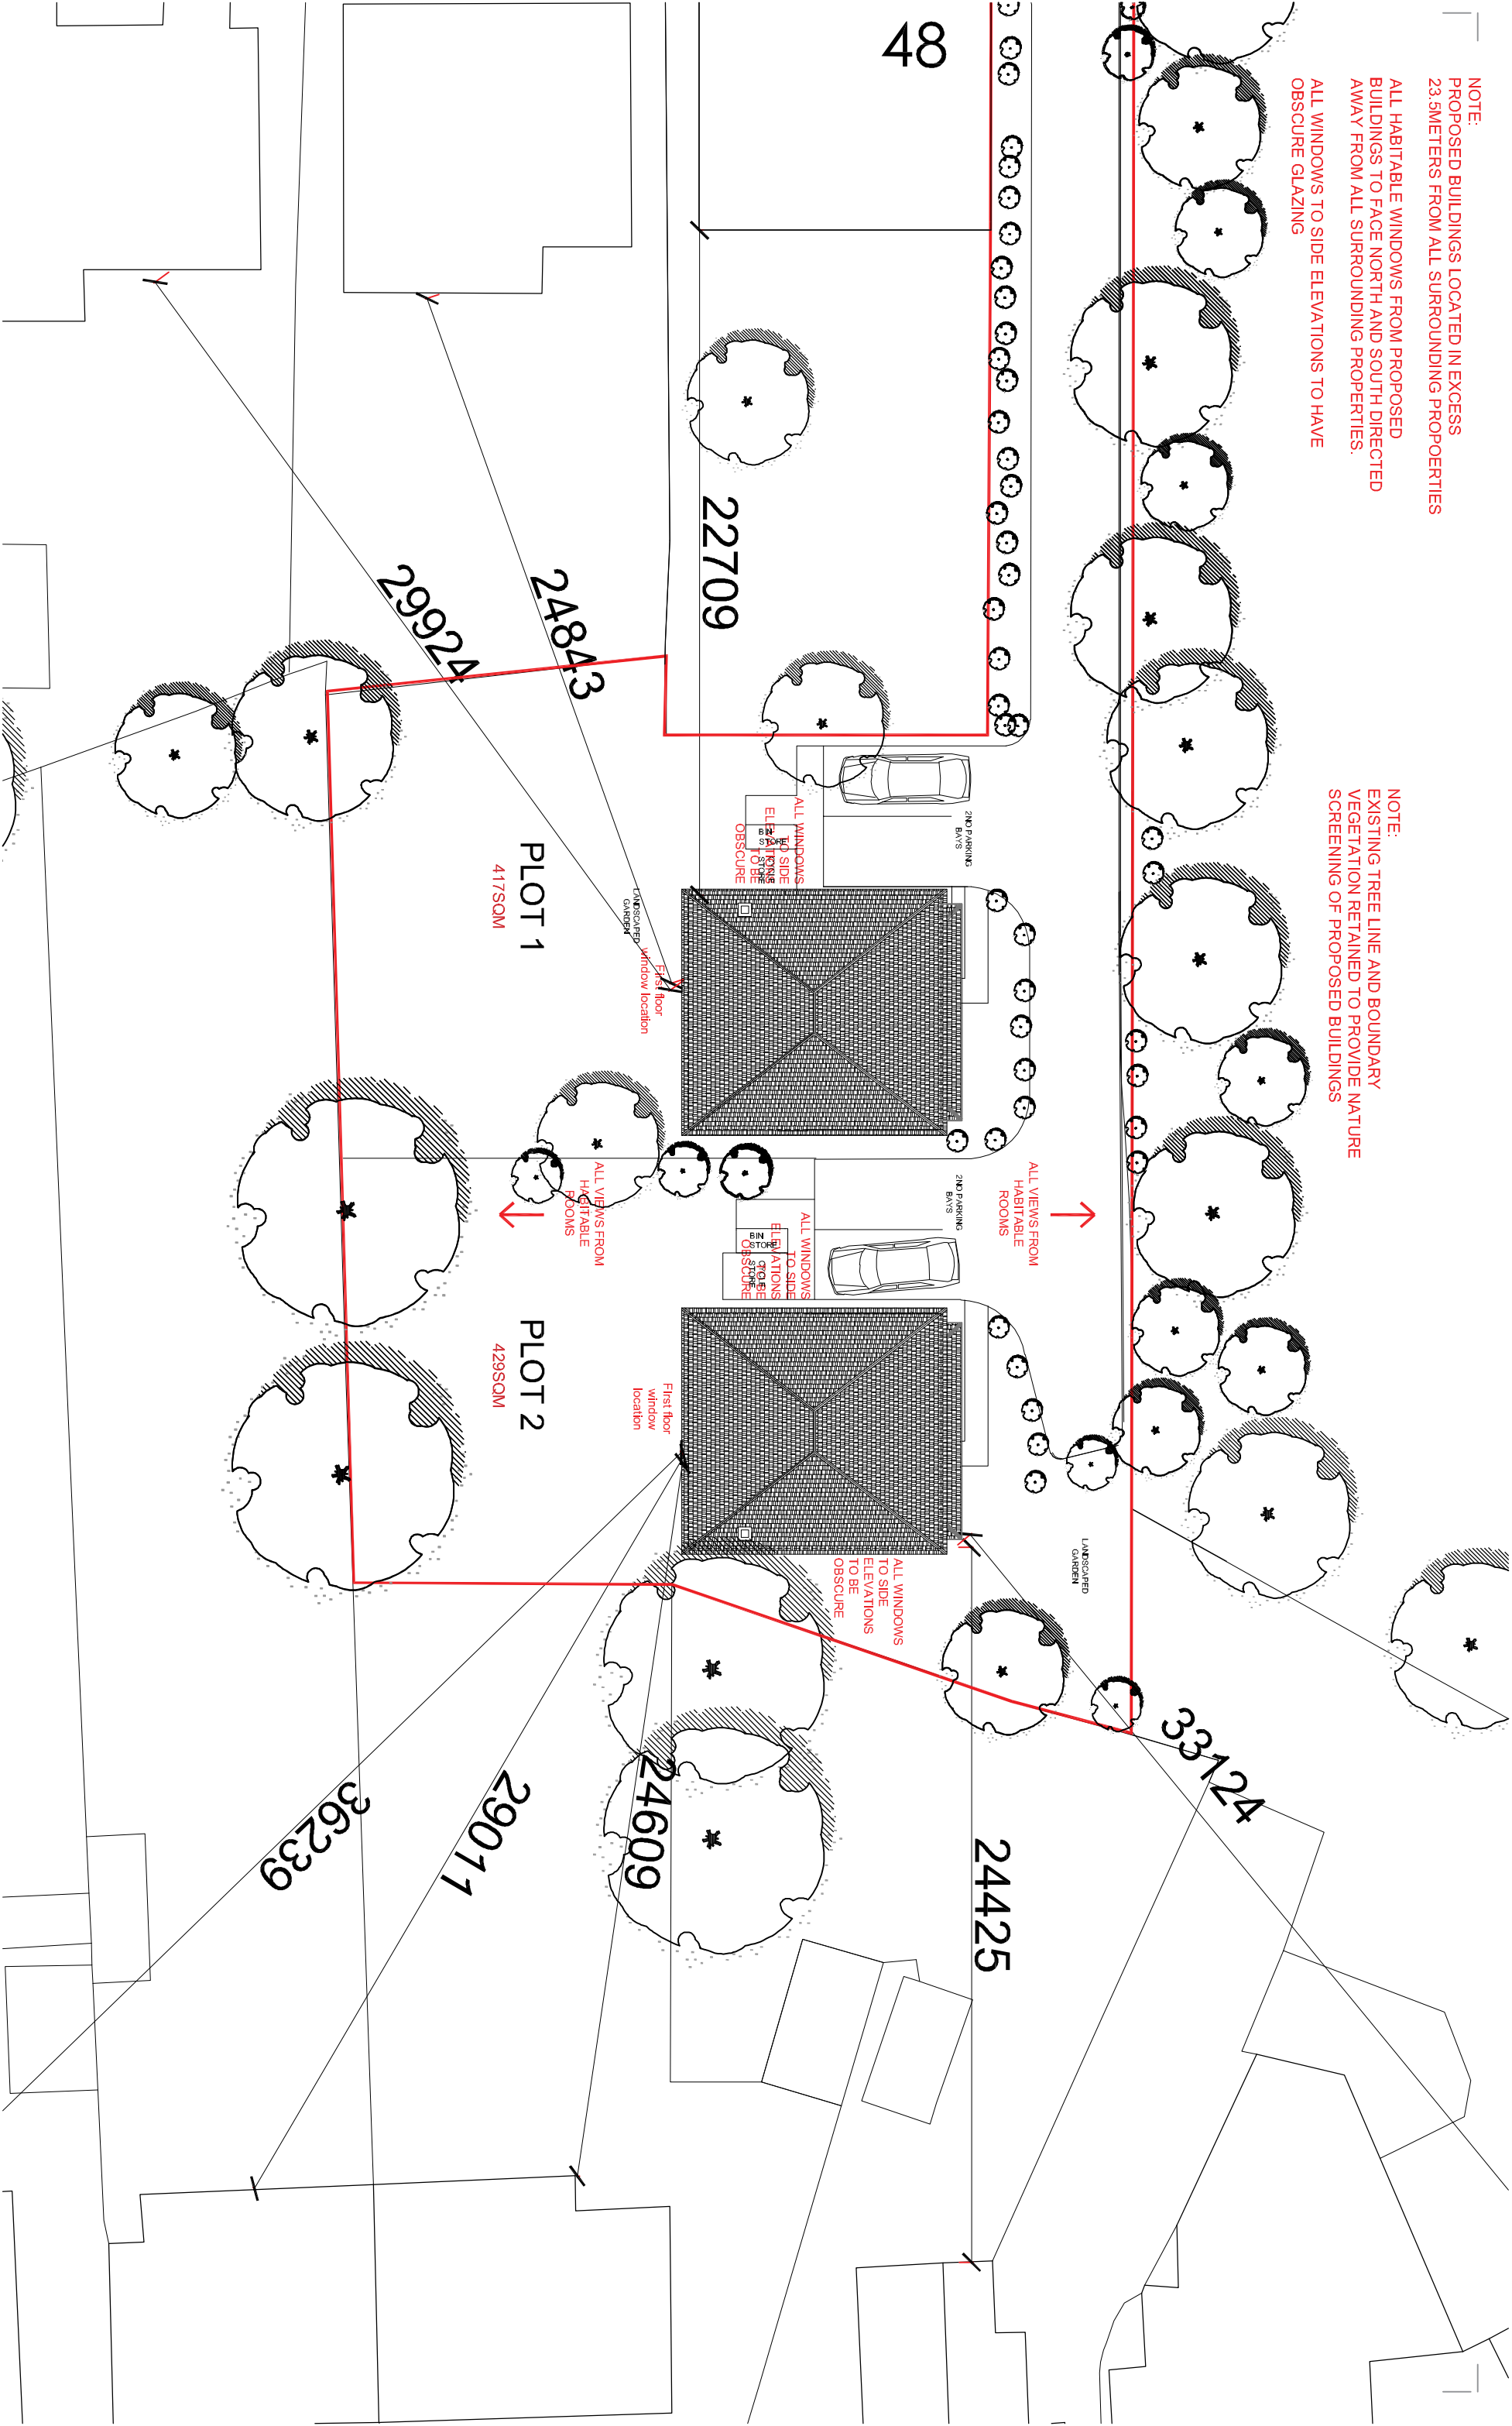 NOTE:
PROPOSED BUILDINGS LOCATED IN EXCESS
23.5METERS FROM ALL SURROUNDING PROPOERTIES
ALL HABITABLE WINDOWS FROM PROPOSED
BUILDINGS TO FACE NORTH AND SOUTH DIRECTED
AWAY FROM ALL SURROUNDING PROPERTIES.
ALL WINDOWS TO SIDE ELEVATIONS TO HAVE
OBSCURE GLAZING
NOTE:
EXISTING TREE LINE AND BOUNDARY
VEGETATION RETAINED TO PROVIDE NATURE
SCREENING OF PROPOSED BUILDINGS
48
22709
24843
29924
2NO PARKING
BAYS
ALL WINDOWS
TO SIDE
ELEVATIONS
TO BE
OBSCURE
BIN
STORE
CYCLE
STORE
LANDSCAPED
GARDEN
First floor
window location
PLOT 1
417SQM
ALL VIEWS FROM
HABITABLE
ROOMS
2NO PARKING
BAYS
ALL VIEWS FROM
HABITABLE
ROOMS
ALL WINDOWS
TO SIDE
ELEVATIONS
TO BE
OBSCURE
BIN
STORE
CYCLE
STORE
PLOT 2
429SQM
First floor
window
location
LANDSCAPED
GARDEN
ALL WINDOWS
TO SIDE
ELEVATIONS
TO BE
OBSCURE
33124
24425
24609
29011
36239